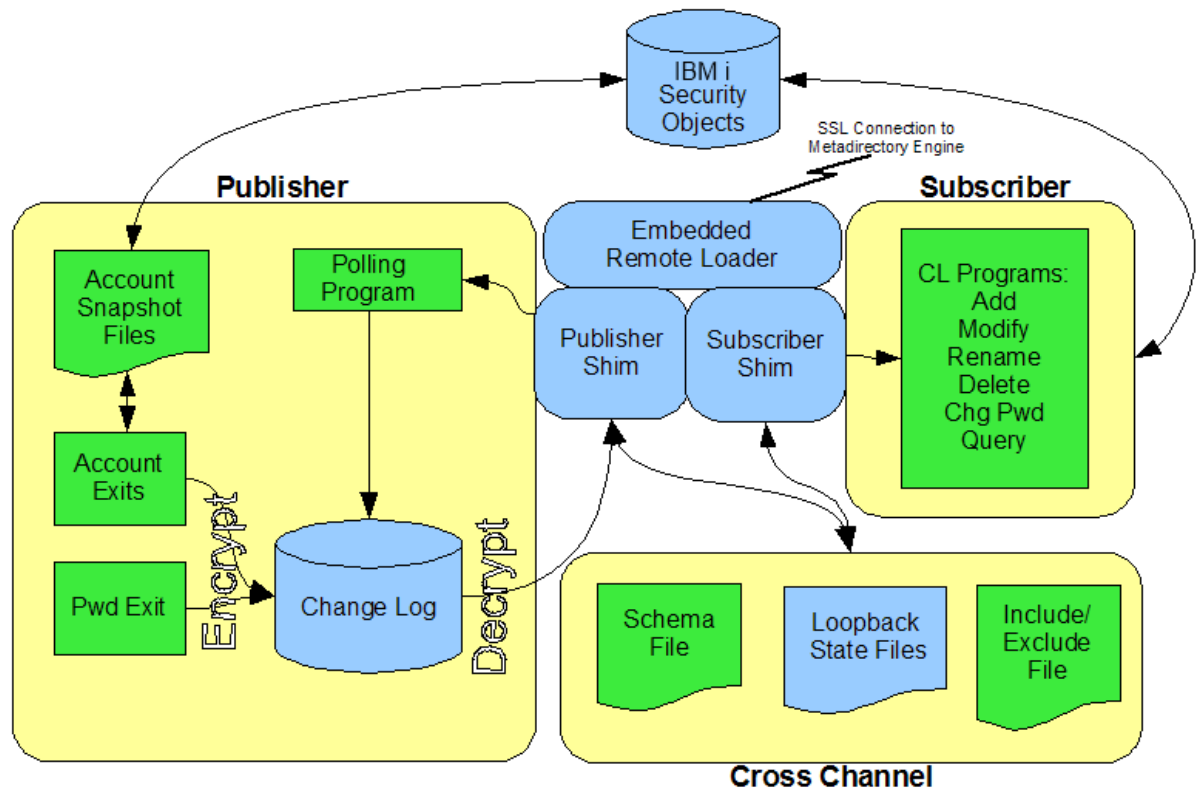 IBM i
Security
Objects
SSL Connection to
Metadirectory Engine
Publisher
Subscriber
Account
Snapshot
Files
Polling
Program
Embedded
Remote Loader
Publisher
Shim
Subscriber
Shim
CL Programs:
Add
Modify
Rename
Delete
Chg Pwd
Query
Account
Exits
Pwd Exit
Encrypt
Change Log
Decrypt
Schema
File
Loopback
State Files
Include/
Exclude
File
Cross Channel